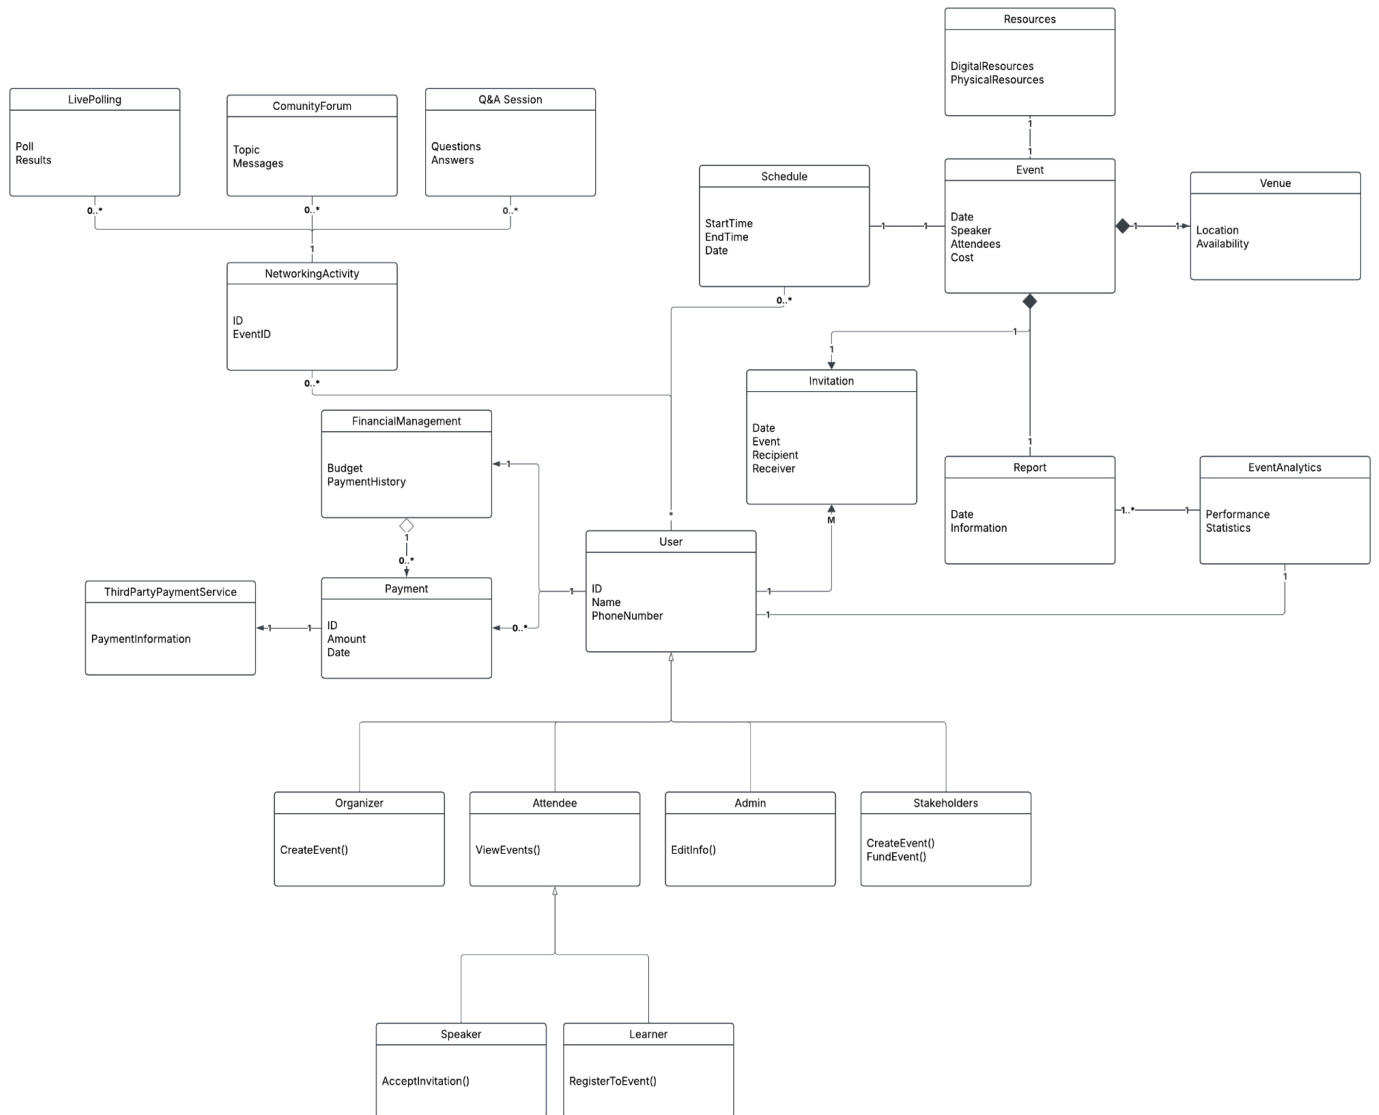 Resources
DigitalResources
PhysicalResources
1
1
LivePolling
Poll
Results
0..*
ComunityForum
Topic
Messages
0..*
Q&A Session
Questions
Answers
0..*
1
NetworkingActivity
ID
EventID
0..*
Schedule
StartTime
EndTime
Date
0..*
1
1
Event
Date
Speaker
Attendees
Cost
1
1
Venue
Location
Availability
1
1
Invitation
Date
Event
Recipient
Receiver
M
1
Report
Date
Information
1..*
1
EventAnalytics
Performance
Statistics
1
FinancialManagement
Budget
PaymentHistory
1
1
0..*
ThirdPartyPaymentService
PaymentInformation
1
1
Payment
ID
Amount
Date
0..*
1
*
User
ID
Name
PhoneNumber
1
1
Organizer
CreateEvent()
Attendee
ViewEvents()
Admin
EditInfo()
Stakeholders
CreateEvent()
FundEvent()
Speaker
AcceptInvitation()
Learner
RegisterToEvent()